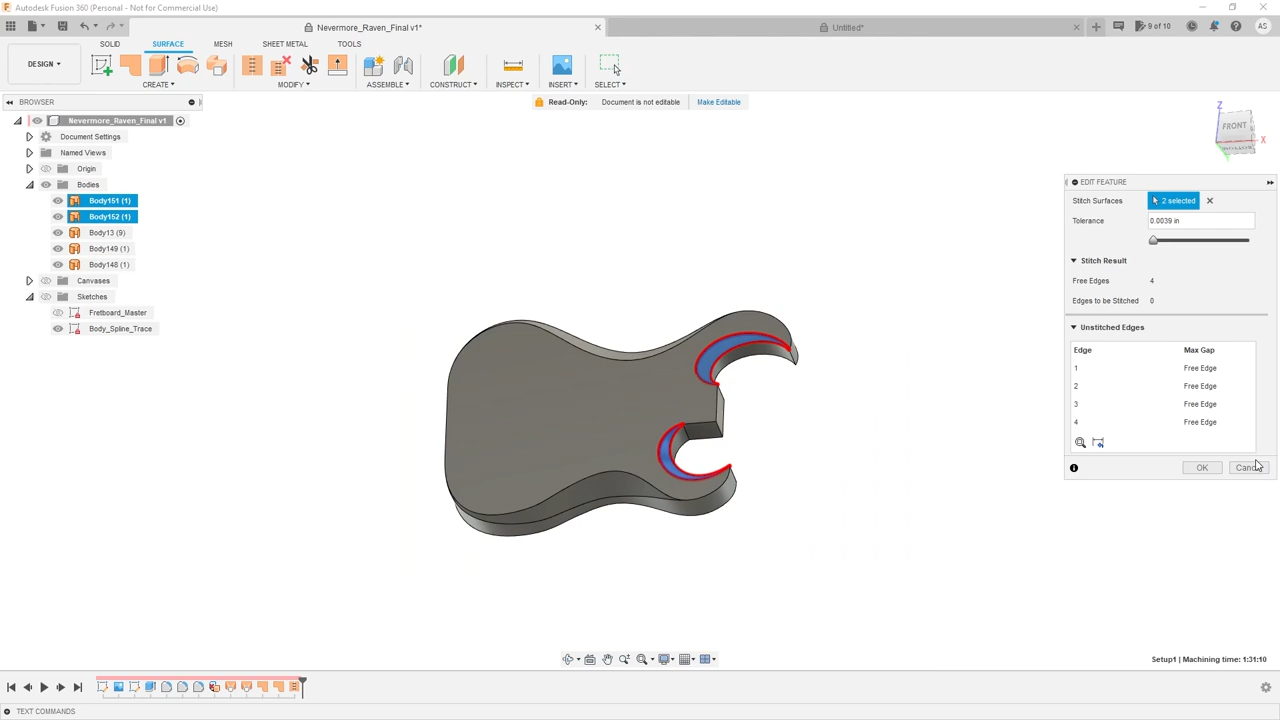 Autodesk Fusion 360 (Personal - Not for Commercial Use)
Nevermore_Raven_Final v1*
Untitled*
9 of 10
AS
SOLID
SURFACE
MESH
SHEET METAL
TOOLS
DESIGN
CREATE
MODIFY
ASSEMBLE
CONSTRUCT
INSPECT
INSERT
SELECT
BROWSER
Read-Only: Document is not editable Make Editable
Nevermore_Raven_Final v1
Document Settings
Named Views
Origin
Bodies
Body151 (1)
Body152 (1)
Body13 (9)
Body149 (1)
Body148 (1)
Canvases
Sketches
Fretboard_Master
Body_Spline_Trace
Z
FRONT
X
EDIT FEATURE
Stitch Surfaces 2 selected
Tolerance 0.0039 in
Stitch Result
Free Edges 4
Edges to be Stitched 0
Unstitched Edges
Edge Max Gap
1 Free Edge
2 Free Edge
3 Free Edge
4 Free Edge
OK Cancel
Setup1 | Machining time: 1:31:10
TEXT COMMANDS